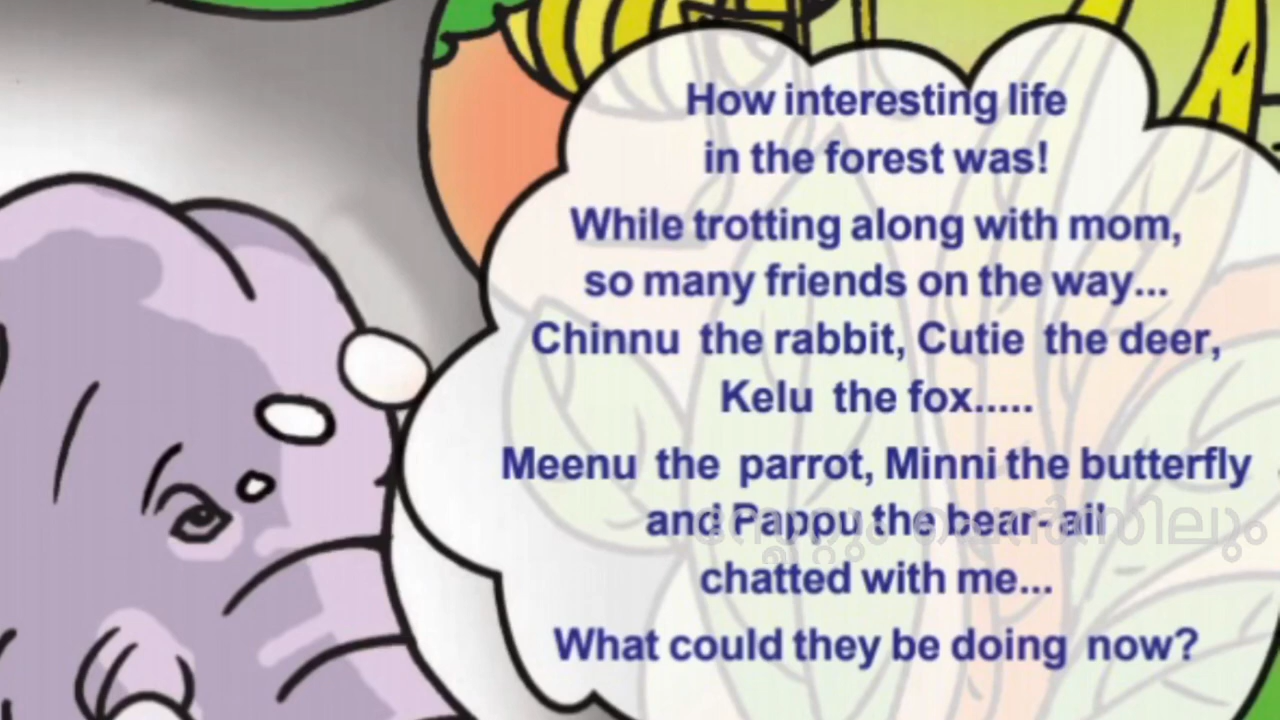 How interesting life
in the forest was!
While trotting along with mom,
so many friends on the way...
Chinnu the rabbit, Cutie the deer,
Kelu the fox.....
Meenu the parrot, Minni the butterfly
and Pappu the bear- all
chatted with me...
What could they be doing now?